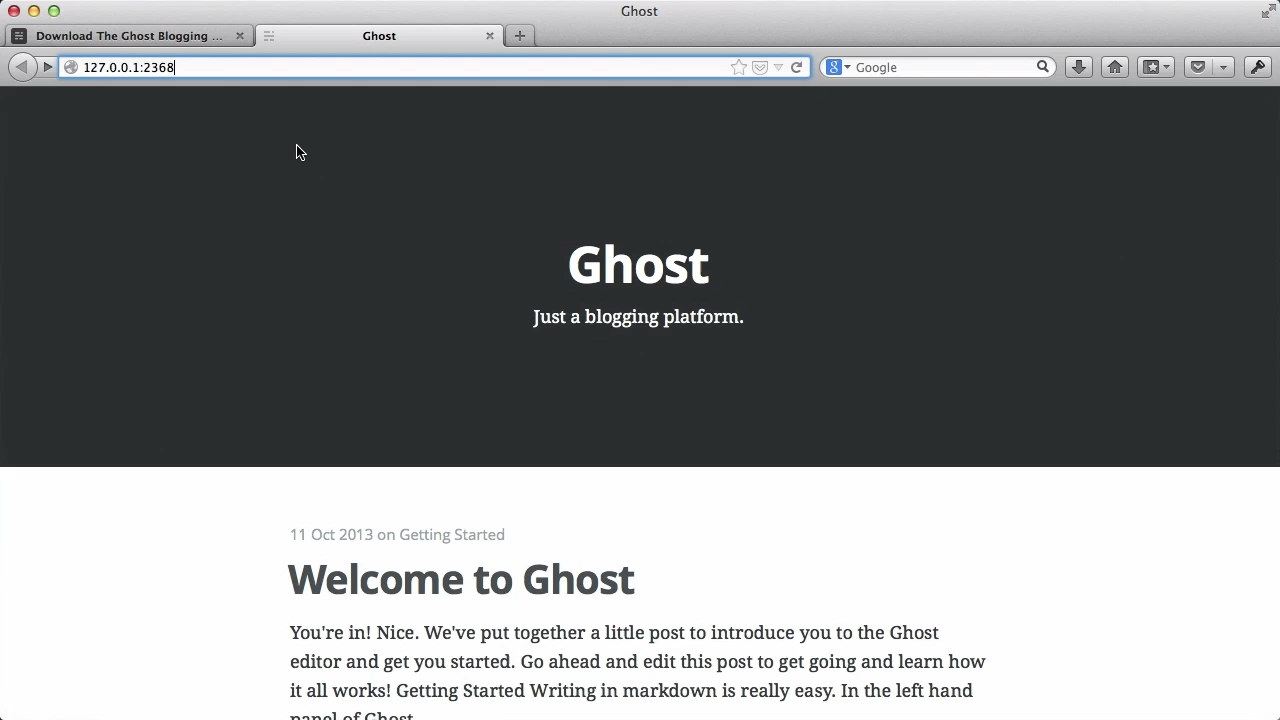 Ghost
Download The Ghost Blogging ...
Ghost
127.0.0.1:2368
Google
Ghost
Just a blogging platform.
11 Oct 2013 on Getting Started
Welcome to Ghost
You're in! Nice. We've put together a little post to introduce you to the Ghost
editor and get you started. Go ahead and edit this post to get going and learn how
it all works! Getting Started Writing in markdown is really easy. In the left hand
panel of Ghost